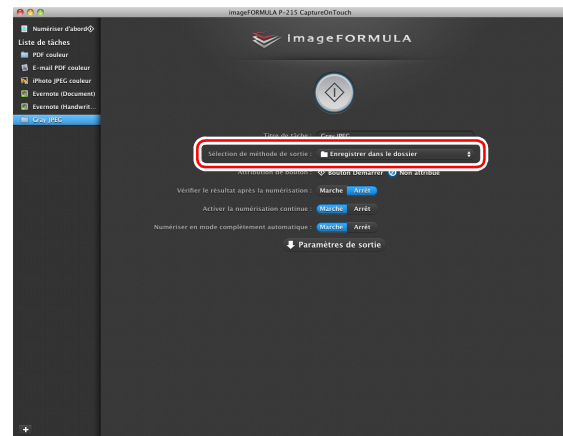 imageFORMULA P-215 CaptureOnTouch
Numériser d'abord
Liste de tâches
PDF couleur
E-mail PDF couleur
iPhoto JPEG couleur
Evernote (Document)
Evernote (Handwrit...
Gray JPEG
imageFORMULA
Titre de tâche : Gray JPEG
Sélection de méthode de sortie : Enregistrer dans le dossier
Attribution de bouton : Bouton Démarrer Non attribué
Vérifier le résultat après la numérisation : Marche Arrêt
Activer la numérisation continue : Marche Arrêt
Numériser en mode complètement automatique : Marche Arrêt
Paramètres de sortie